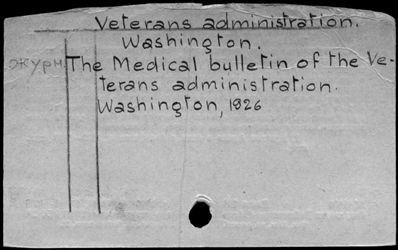 Veterans administration.
Washington.
журн
The Medical bulletin of the Ve-
terans administration.
Washington, 1926